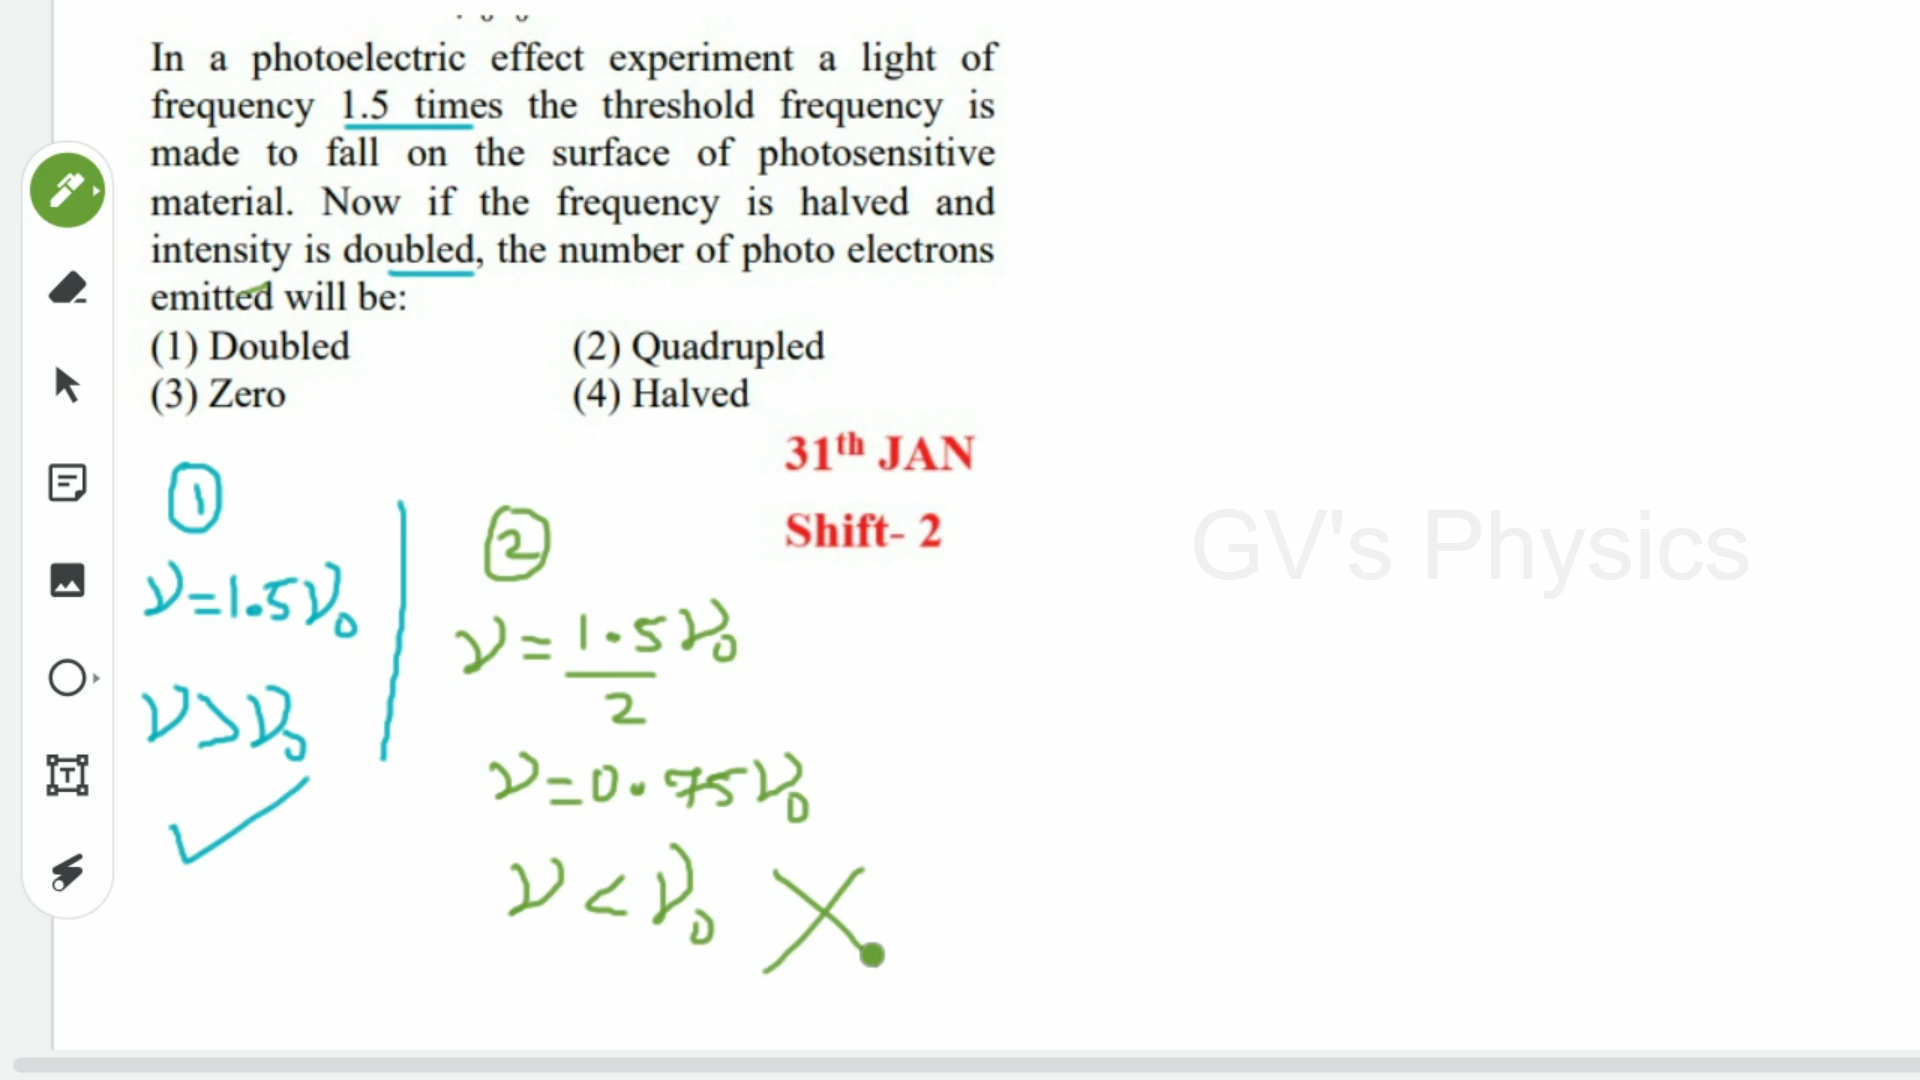 In a photoelectric effect experiment a light of
frequency 1.5 times the threshold frequency is
made to fall on the surface of photosensitive
material. Now if the frequency is halved and
intensity is doubled, the number of photo electrons
emitted will be:
(1) Doubled (2) Quadrupled
(3) Zero (4) Halved
31th JAN
Shift- 2
①
ν=1.5ν₀
ν>ν₀
②
ν=1.5ν₀/2
ν=0.75ν₀
ν<ν₀
GV's Physics